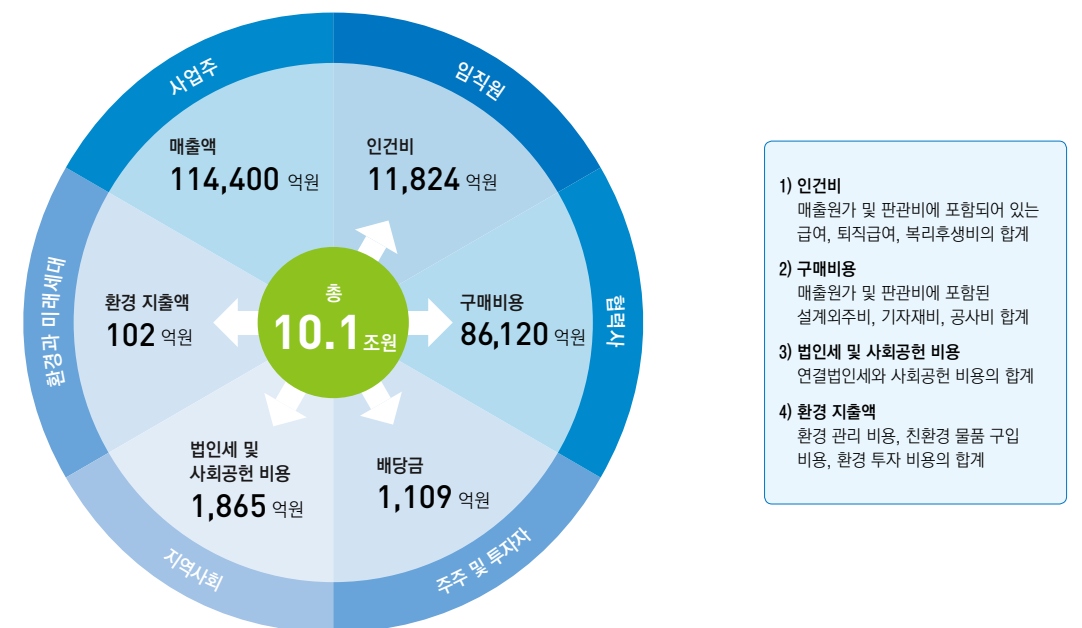 사업주
임직원
매출액
114,400 억원
인건비
11,824 억원
환경과 미래세대
환경 지출액
102 억원
총
10.1 조원
구매비용
86,120 억원
협력사
법인세 및
사회공헌 비용
1,865 억원
배당금
1,109 억원
지역사회
주주 및 투자자
1) 인건비
매출원가 및 판관비에 포함되어 있는
급여, 퇴직급여, 복리후생비의 합계
2) 구매비용
매출원가 및 판관비에 포함된
설계외주비, 기자재비, 공사비 합계
3) 법인세 및 사회공헌 비용
연결법인세와 사회공헌 비용의 합계
4) 환경 지출액
환경 관리 비용, 친환경 물품 구입
비용, 환경 투자 비용의 합계